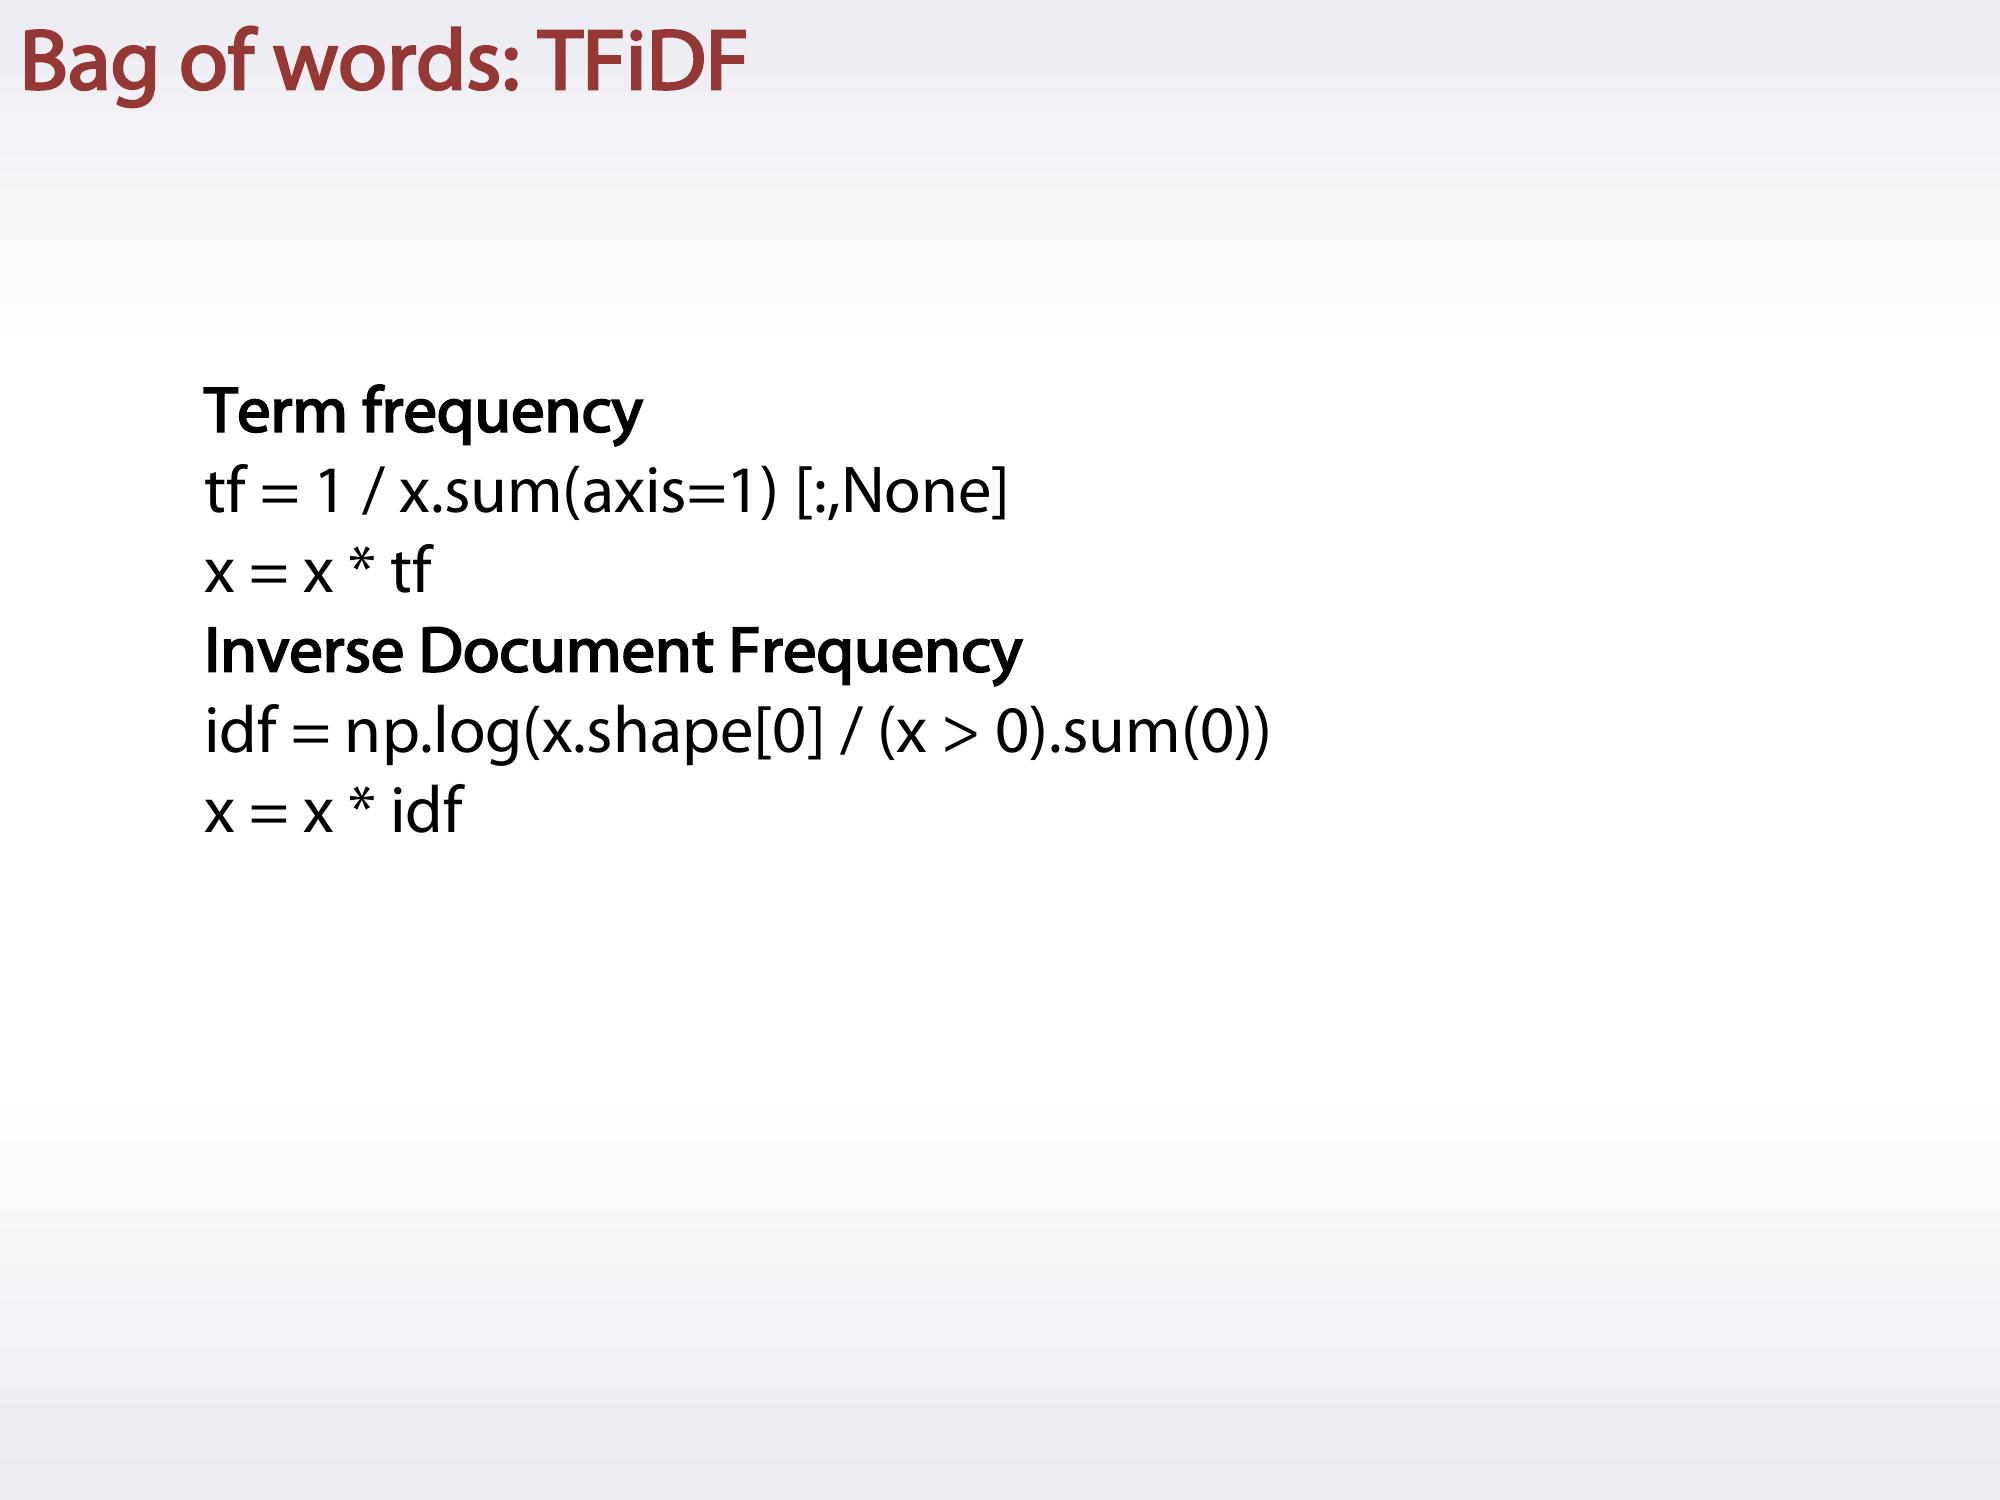 Bag of words: TFiDF
Term frequency
tf = 1 / x.sum(axis=1) [:,None]
x = x * tf
Inverse Document Frequency
idf = np.log(x.shape[0] / (x > 0).sum(0))
x = x * idf